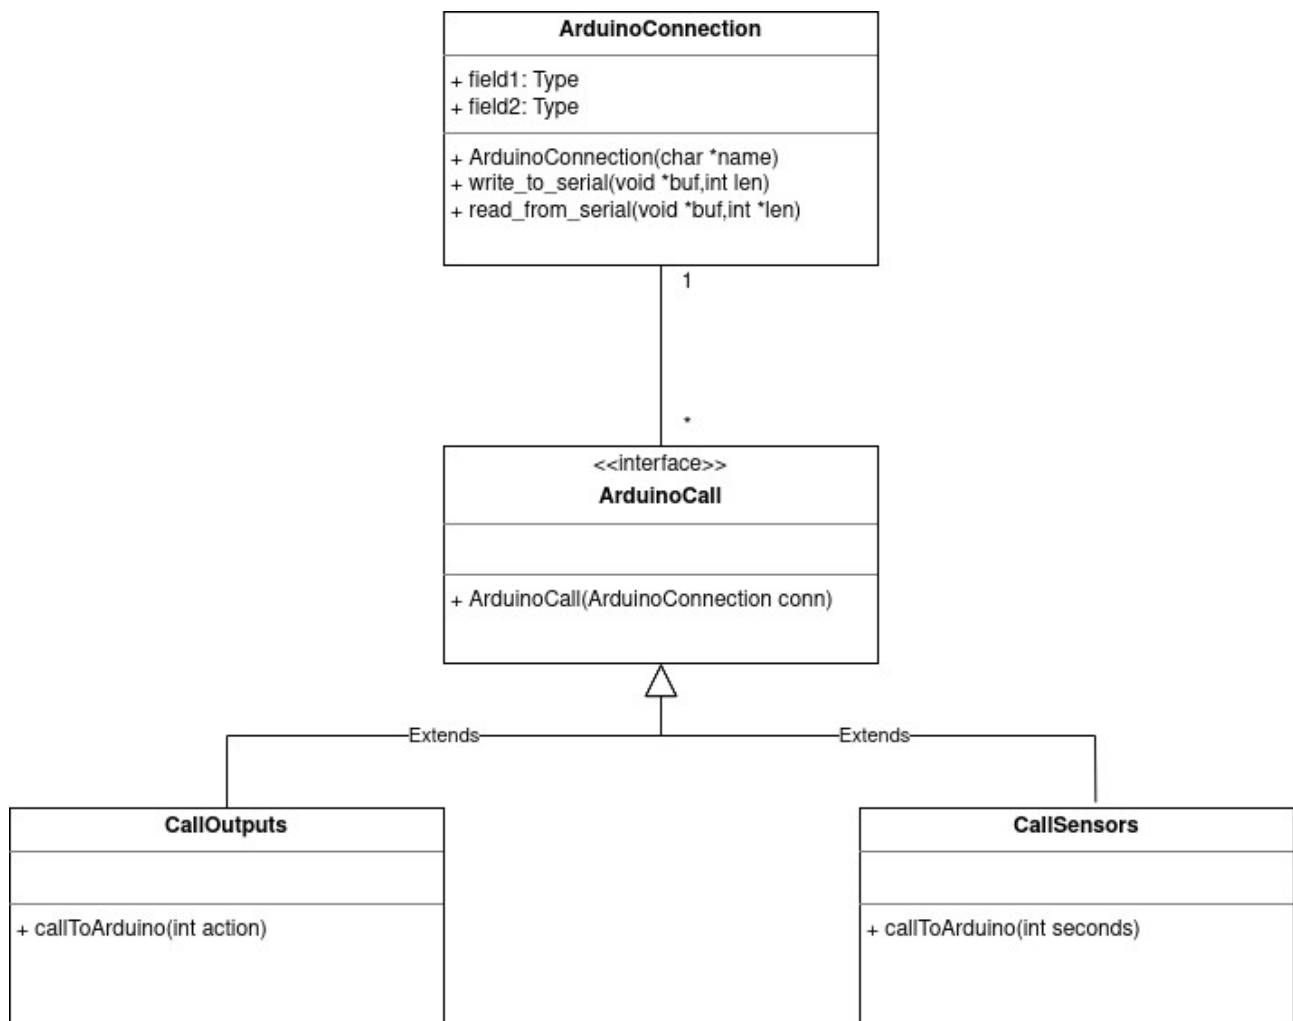 ArduinoConnection
+ field1: Type
+ field2: Type
+ ArduinoConnection(char *name)
+ write_to_serial(void *buf,int len)
+ read_from_serial(void *buf,int *len)
1
*
<<interface>>
ArduinoCall
+ ArduinoCall(ArduinoConnection conn)
Extends
Extends
CallOutputs
+ callToArduino(int action)
CallSensors
+ callToArduino(int seconds)